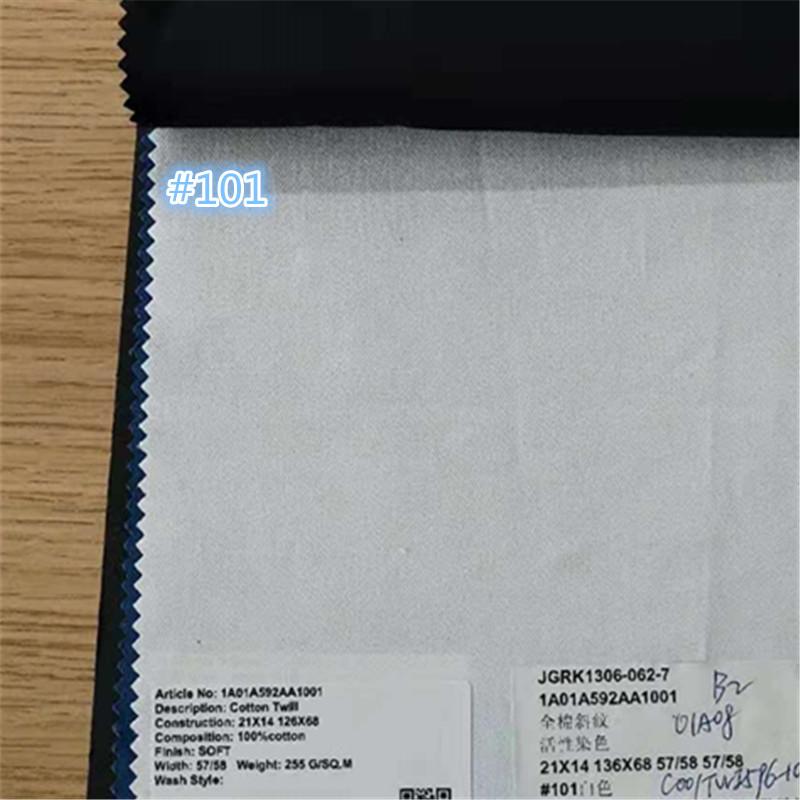 #101
Article No: 1A01A592AA1001
Description: Cotton Twill
Construction: 21X14 126X68
Composition: 100%cotton
Finish: SOFT
Width: 57/58 Weight: 255 G/SQ.M
Wash Style:
JGRK1306-062-7
1A01A592AA1001
B2
全棉斜纹
01A08
活性染色
21X14 136X68 57/58 57/58
#101白色